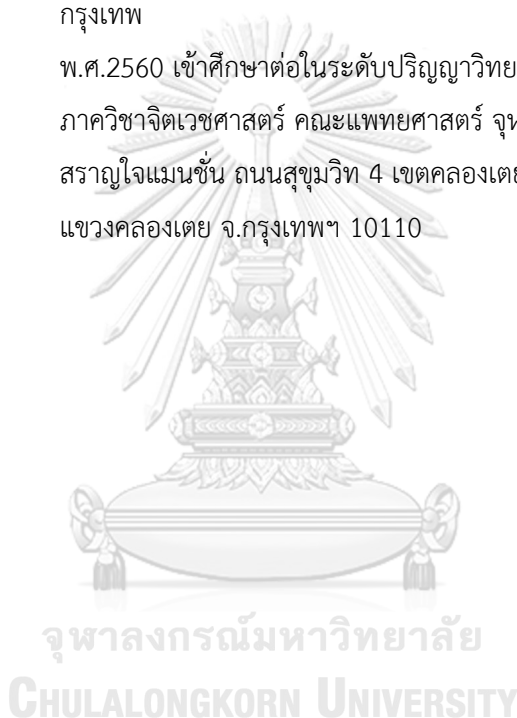 กรุงเทพ
พ.ศ.2560 เข้าศึกษาต่อในระดับปริญญาวิทย
ภาควิชาจิตเวชศาสตร์ คณะแพทยศาสตร์ จุห
สราญใจแมนชั่น ถนนสุขุมวิท 4 เขตคลองเตย
แขวงคลองเตย จ.กรุงเทพฯ 10110
จุฬาลงกรณ์มหาวิทยาลัย
CHULALONGKORN UNIVERSITY